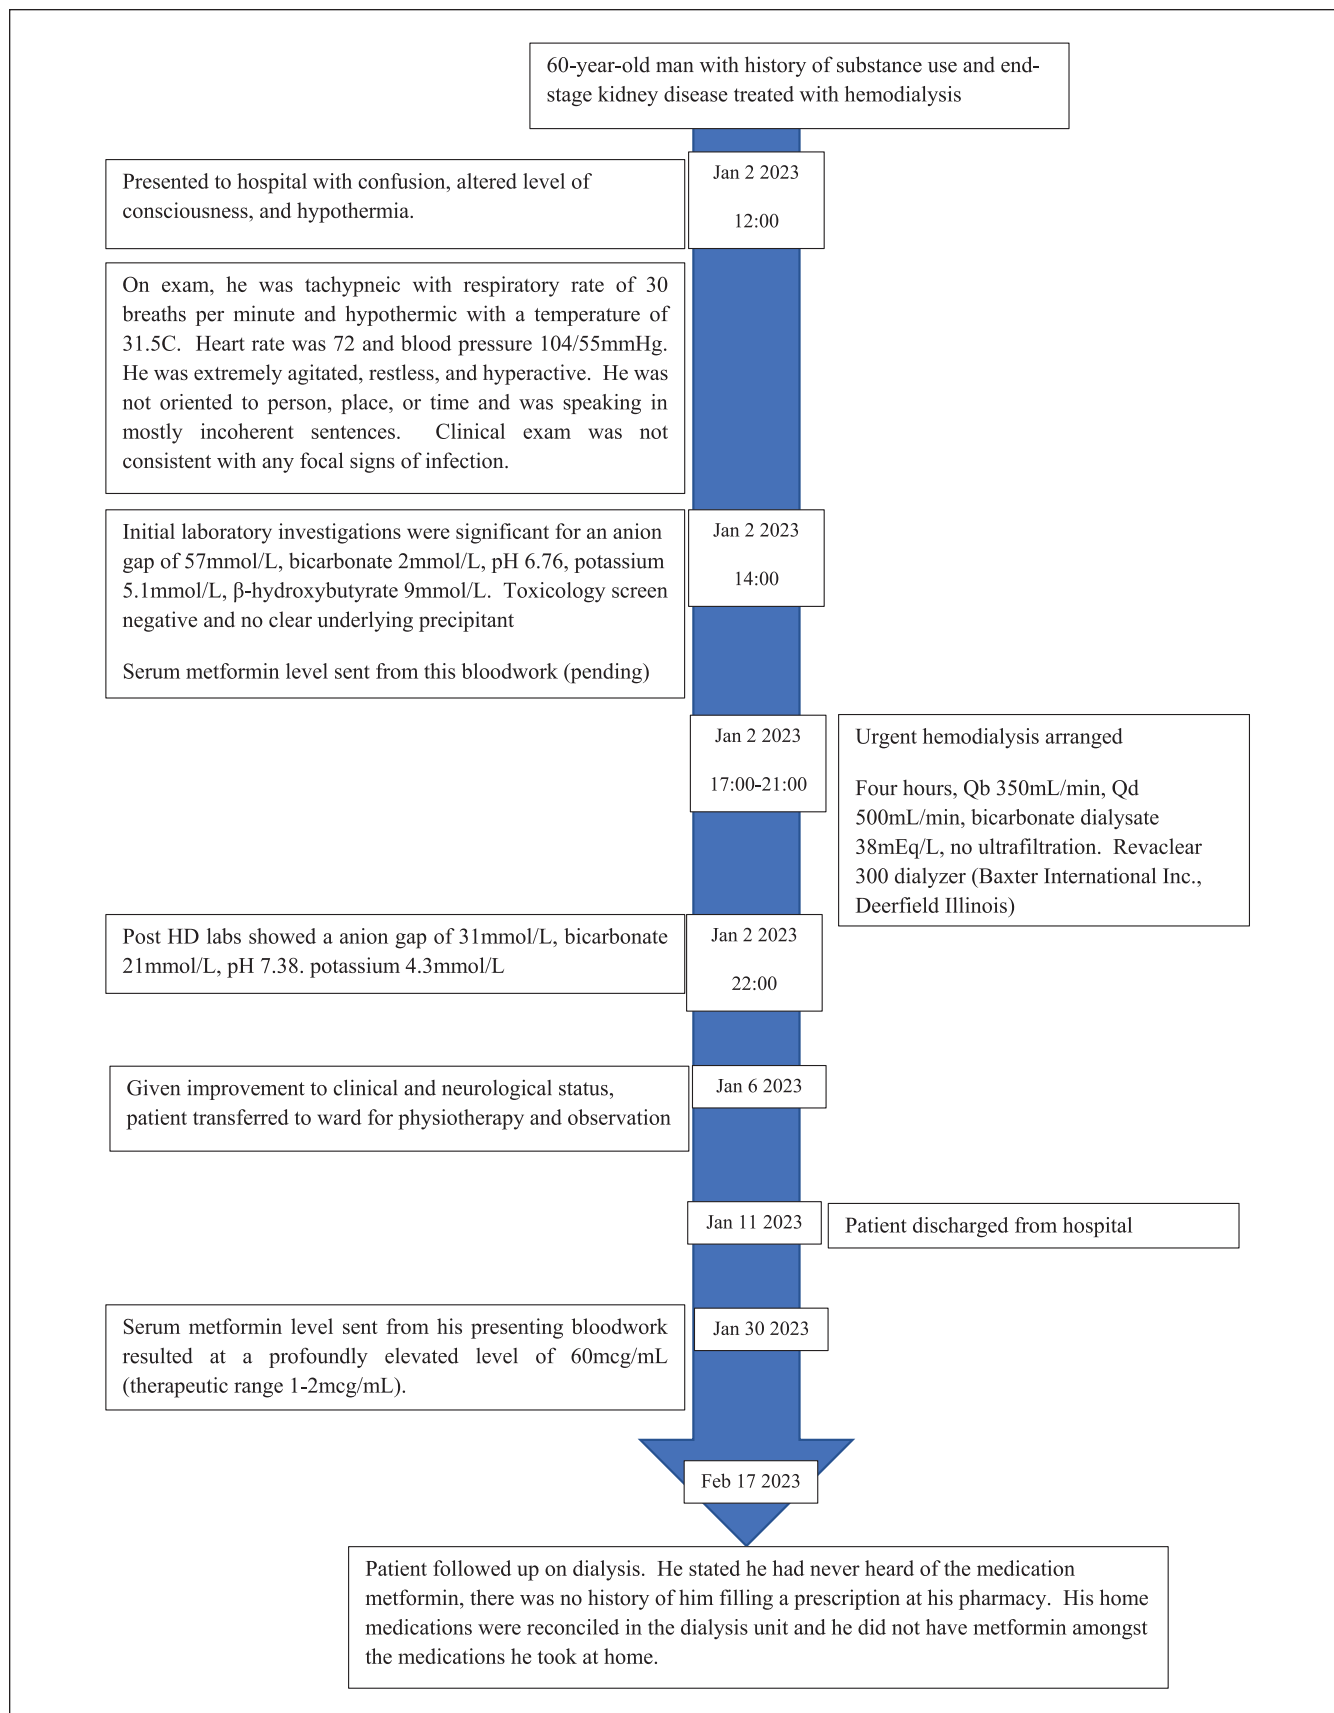 60-year-old man with history of substance use and end-
stage kidney disease treated with hemodialysis
Jan 2 2023
12:00
Presented to hospital with confusion, altered level of
consciousness, and hypothermia.
On exam, he was tachypneic with respiratory rate of 30
breaths per minute and hypothermic with a temperature of
31.5C. Heart rate was 72 and blood pressure 104/55mmHg.
He was extremely agitated, restless, and hyperactive. He was
not oriented to person, place, or time and was speaking in
mostly incoherent sentences. Clinical exam was not
consistent with any focal signs of infection.
Jan 2 2023
14:00
Initial laboratory investigations were significant for an anion
gap of 57mmol/L, bicarbonate 2mmol/L, pH 6.76, potassium
5.1mmol/L, β-hydroxybutyrate 9mmol/L. Toxicology screen
negative and no clear underlying precipitant
Serum metformin level sent from this bloodwork (pending)
Jan 2 2023
17:00-21:00
Urgent hemodialysis arranged
Four hours, Qb 350mL/min, Qd
500mL/min, bicarbonate dialysate
38mEq/L, no ultrafiltration. Revaclear
300 dialyzer (Baxter International Inc.,
Deerfield Illinois)
Jan 2 2023
22:00
Post HD labs showed a anion gap of 31mmol/L, bicarbonate
21mmol/L, pH 7.38. potassium 4.3mmol/L
Jan 6 2023
Given improvement to clinical and neurological status,
patient transferred to ward for physiotherapy and observation
Jan 11 2023
Patient discharged from hospital
Jan 30 2023
Serum metformin level sent from his presenting bloodwork
resulted at a profoundly elevated level of 60mcg/mL
(therapeutic range 1-2mcg/mL).
Feb 17 2023
Patient followed up on dialysis. He stated he had never heard of the medication
metformin, there was no history of him filling a prescription at his pharmacy. His home
medications were reconciled in the dialysis unit and he did not have metformin amongst
the medications he took at home.